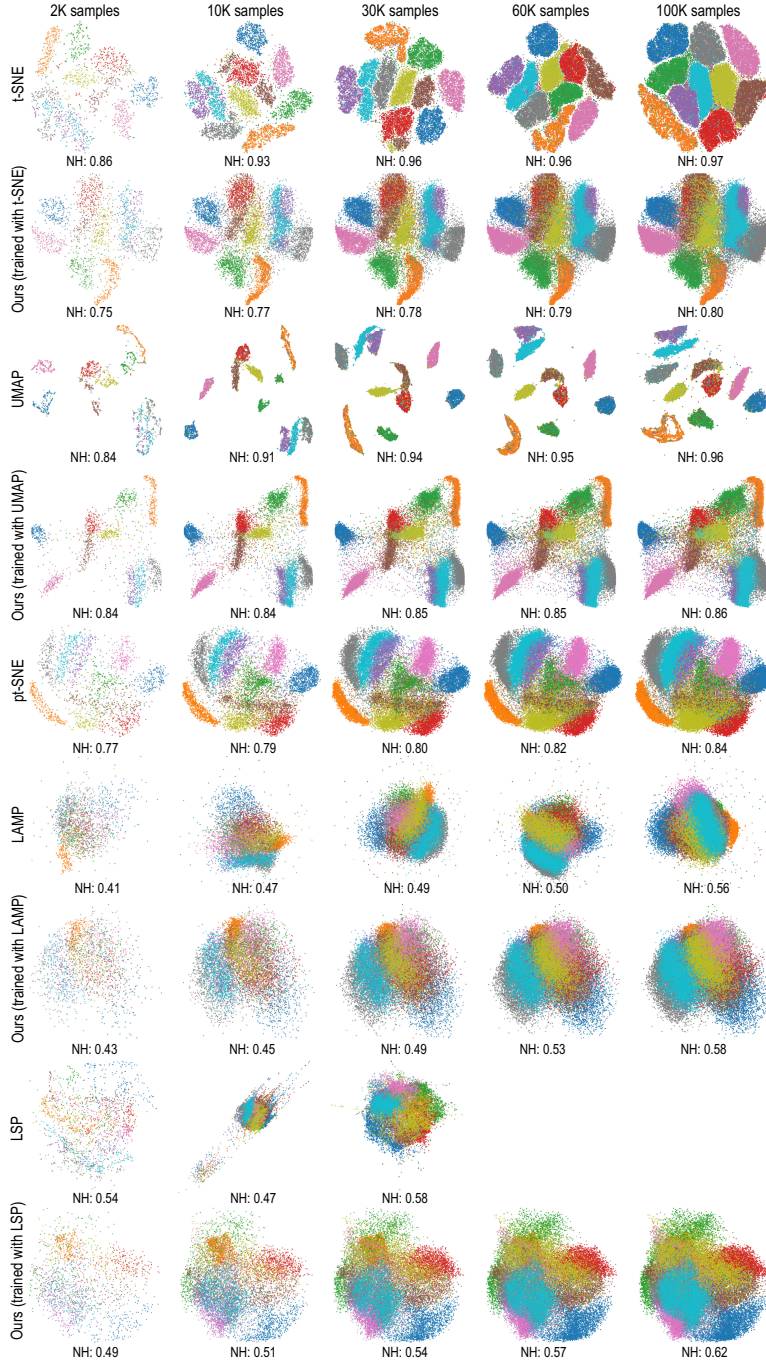 2K samples 10K samples 30K samples 60K samples 100K samples
t-SNE
NH: 0.86 NH: 0.93 NH: 0.96 NH: 0.96 NH: 0.97
Ours (trained with t-SNE)
NH: 0.75 NH: 0.77 NH: 0.78 NH: 0.79 NH: 0.80
UMAP
NH: 0.84 NH: 0.91 NH: 0.94 NH: 0.95 NH: 0.96
Ours (trained with UMAP)
NH: 0.84 NH: 0.84 NH: 0.85 NH: 0.85 NH: 0.86
pt-SNE
NH: 0.77 NH: 0.79 NH: 0.80 NH: 0.82 NH: 0.84
LAMP
NH: 0.41 NH: 0.47 NH: 0.49 NH: 0.50 NH: 0.56
Ours (trained with LAMP)
NH: 0.43 NH: 0.45 NH: 0.49 NH: 0.53 NH: 0.58
LSP
NH: 0.54 NH: 0.47 NH: 0.58
Ours (trained with LSP)
NH: 0.49 NH: 0.51 NH: 0.54 NH: 0.57 NH: 0.62